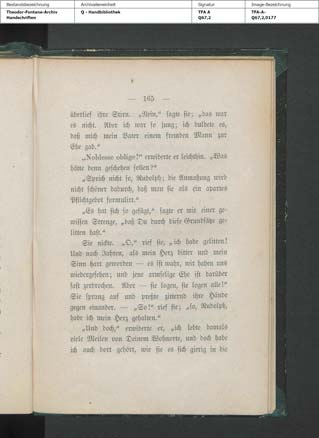 Bestandsbezeichnung
Theodor-Fontane-Archiv
Handschriften
Archivalieneinheit
Q - Handbibliothek
Signatur
TFA A
Q67,2
Image-Bezeichnung
TFA-A-
Q67,2,0177
— 165 —
überlief ihre Stirn. „Nein,“ sagte sie; „das war
es nicht. Aber ich war so jung; ich duldete es,
daß mich mein Vater einem fremden Mann zur
Ehe gab.“
„Noblesse oblige!“ erwiderte er leichthin. „Was
hätte denn geschehen sollen?“
„Sprich nicht so, Rudolph; die Anmaßung wird
nicht schöner dadurch, daß man sie als ein apartes
Pflichtgebot formulirt.“
„Es hat sich so gefügt,“ sagte er mit einer ge-
wissen Strenge, „daß Du durch diese Grundsätze ge-
litten hast.“
Sie nickte. „O,“ rief sie, „ich habe gelitten!
Und nach Jahren, als mein Herz bitter und mein
Sinn hart geworden — es ist wahr, wir haben uns
wiedergesehen; und jene armselige Ehe ist darüber
fast zerbrochen. Aber — sie logen, sie logen alle!“
Sie sprang auf und preßte zitternd ihre Hände
gegen einander. — „So!“ rief sie; „so, Rudolph,
habe ich mein Herz gehalten.“
„Und doch,“ erwiderte er, „ich lebte damals
viele Meilen von Deinem Wohnorte, und doch habe
ich auch dort gehört, wie sie es sich gierig in die